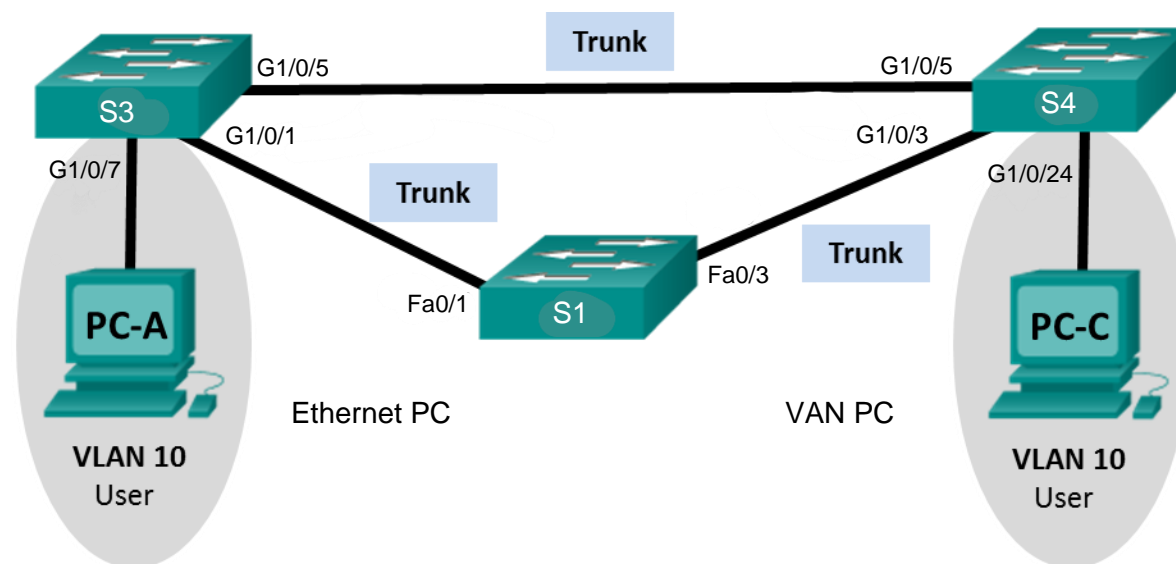 Trunk
G1/0/5
G1/0/5
S3
S4
G1/0/1
G1/0/3
G1/0/7
G1/0/24
Trunk
Trunk
Fa0/1
Fa0/3
S1
PC-A
PC-C
Ethernet PC
VAN PC
VLAN 10
User
VLAN 10
User